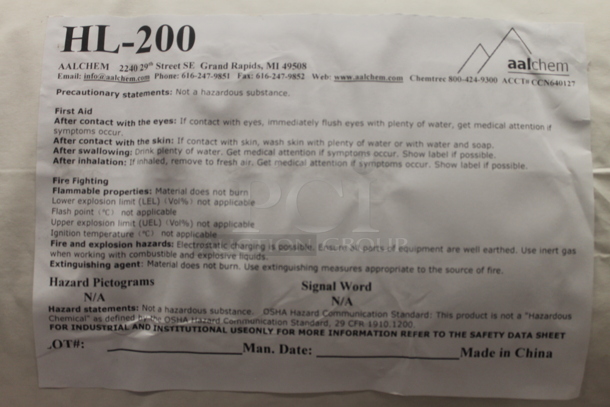 HL-200
aalchem
AALCHEM 2240 29th Street SE Grand Rapids, MI 49508
Email: info@aalchem.com Phone: 616-247-9851 Fax: 616-247-9852 Web: www.aalchem.com Chemtrec 800-424-9300 ACCT# CCN640127
Precautionary statements: Not a hazardous substance.
First Aid
After contact with the eyes: If contact with eyes, immediately flush eyes with plenty of water, get medical attention if
symptoms occur.
After contact with the skin: If contact with skin, wash skin with plenty of water or with water and soap.
After swallowing: Drink plenty of water. Get medical attention if symptoms occur. Show label if possible.
After inhalation: If inhaled, remove to fresh air. Get medical attention if symptoms occur. Show label if possible.
Fire Fighting
Flammable properties: Material does not burn
Lower explosion limit (LEL) (Vol%) not applicable
Flash point (°C) not applicable
Upper explosion limit (UEL) (Vol%) not applicable
Ignition temperature (°C) not applicable
Fire and explosion hazards: Electrostatic charging is possible. Ensure parts of equipment are well earthed. Use inert gas
when working with combustible and explosive liquids.
Extinguishing agent: Material does not burn. Use extinguishing measures appropriate to the source of fire.
Hazard Pictograms Signal Word
N/A N/A
Hazard statements: Not a hazardous substance. OSHA Hazard Communication Standard: This product is not a "Hazardous
Chemical" as defined by the OSHA Hazard Communication Standard, 29 CFR 1910.1200.
FOR INDUSTRIAL AND INSTITUTIONAL USEONLY FOR MORE INFORMATION REFER TO THE SAFETY DATA SHEET
LOT#: Man. Date: Made in China
PCI
GROUP